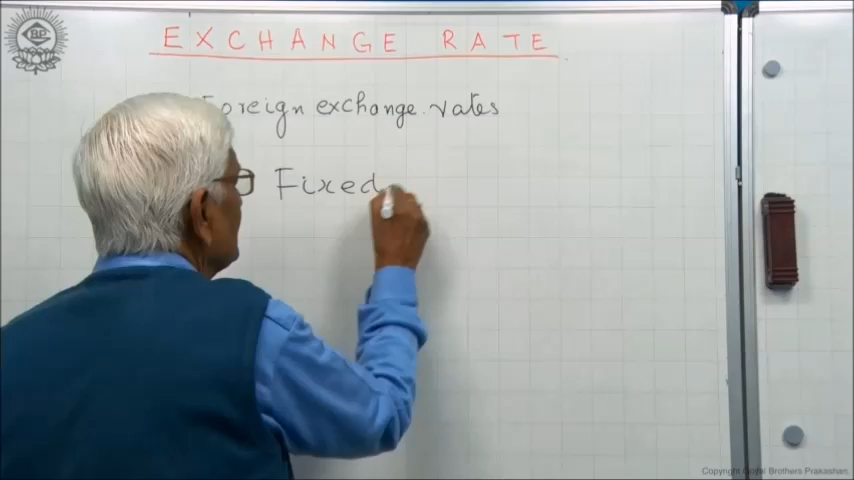 EXCHANGE RATE
Foreign exchange rates
Fixed
Copyright Goyal Brothers Prakashan.